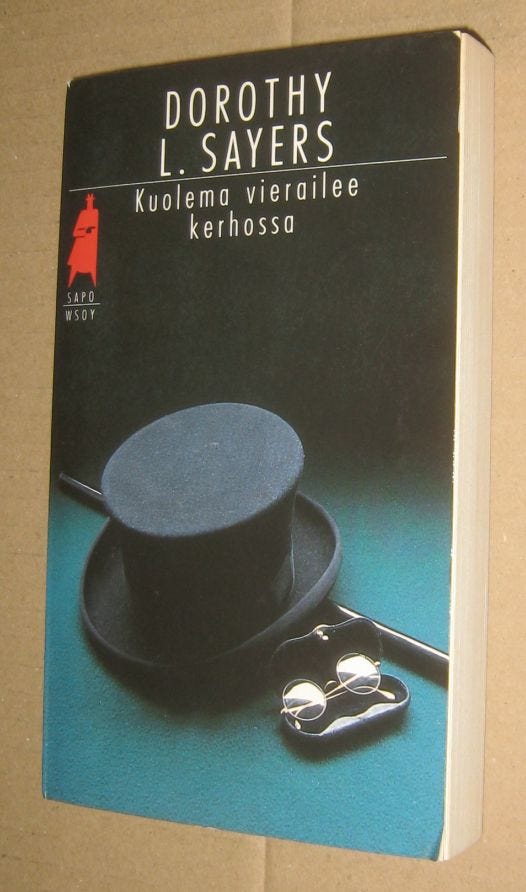 DOROTHY
L. SAYERS
Kuolema vierailee
kerhossa
SAPO
WSOY